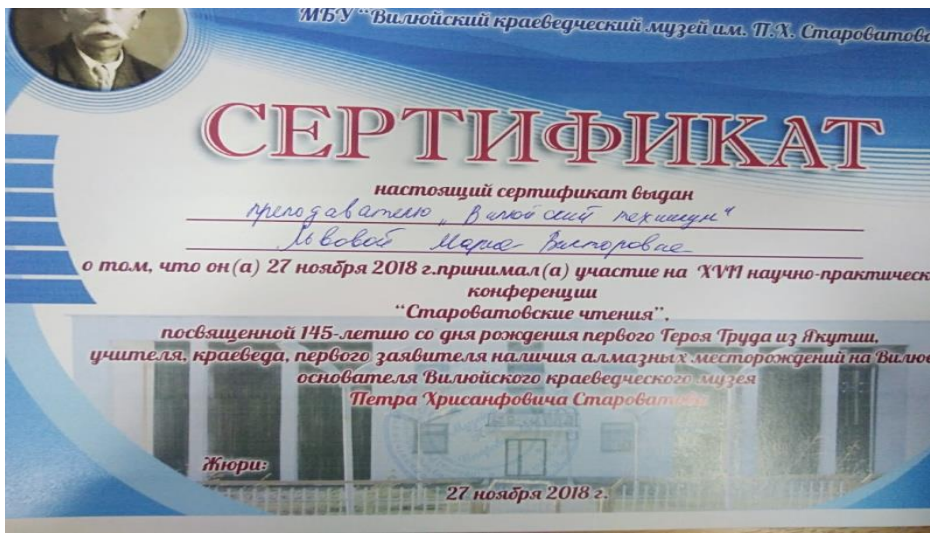 МБУ "Вилюйский краеведческий музей им. П.Х. Староватова
СЕРТИФИКАТ
настоящий сертификат выдан
преподавателю „Вилюйский техникум"
Львовой Марие Викторовне
о том, что он(а) 27 ноября 2018 г.принимал(а) участие на XVII научно-практическ
конференции
"Староватовские чтения",
посвященной 145-летию со дня рождения первого Героя Труда из Якутии,
учителя, краеведа, первого заявителя наличия алмазных месторождений на Вилюе
основателя Вилюйского краеведческого музея
Петра Хрисанфовича Староватова
Жюри:
27 ноября 2018 г.